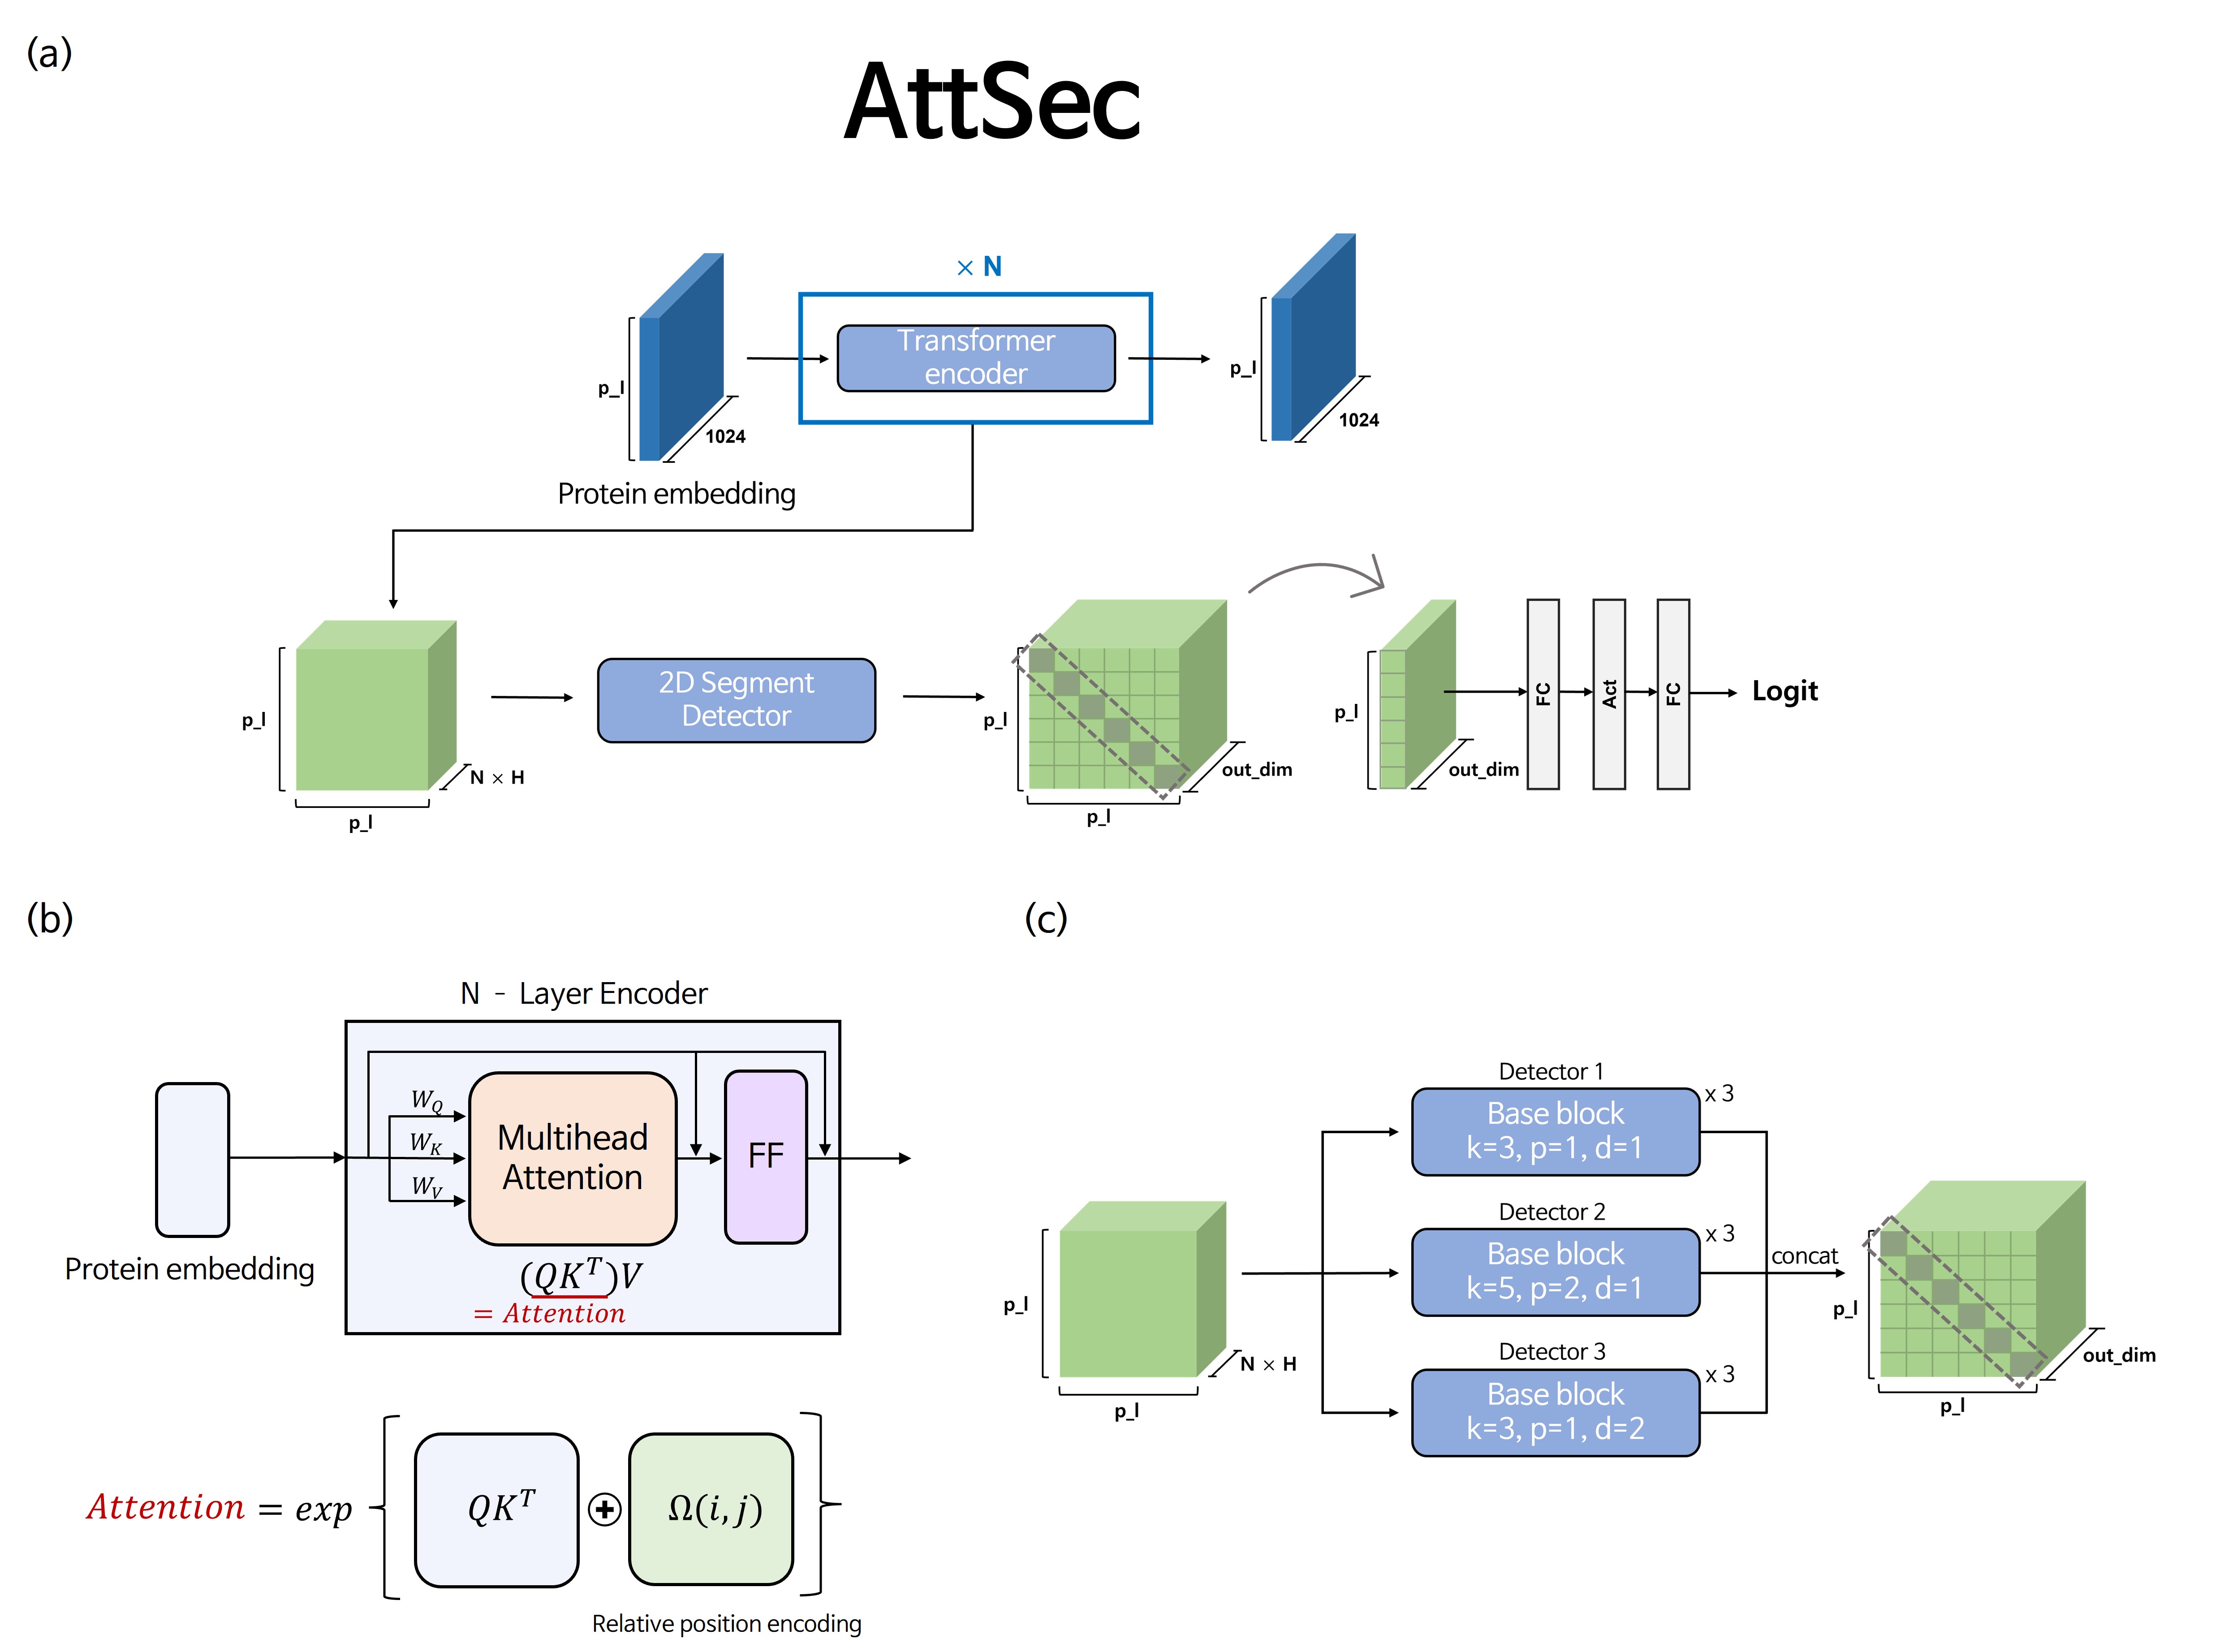 (a)
AttSec
× N
Transformer
encoder
p_l
1024
Protein embedding
p_l
1024
p_l
N × H
p_l
2D Segment
Detector
p_l
out_dim
p_l
p_l
out_dim
FC
Act
FC
Logit
(b)
N - Layer Encoder
W_Q
W_K
W_V
Multihead
Attention
FF
(QK^T)V
= Attention
Protein embedding
Attention = exp
QK^T
Ω(i, j)
Relative position encoding
(c)
p_l
N × H
p_l
Detector 1
Base block
k=3, p=1, d=1
x 3
Detector 2
Base block
k=5, p=2, d=1
x 3
Detector 3
Base block
k=3, p=1, d=2
x 3
concat
p_l
out_dim
p_l